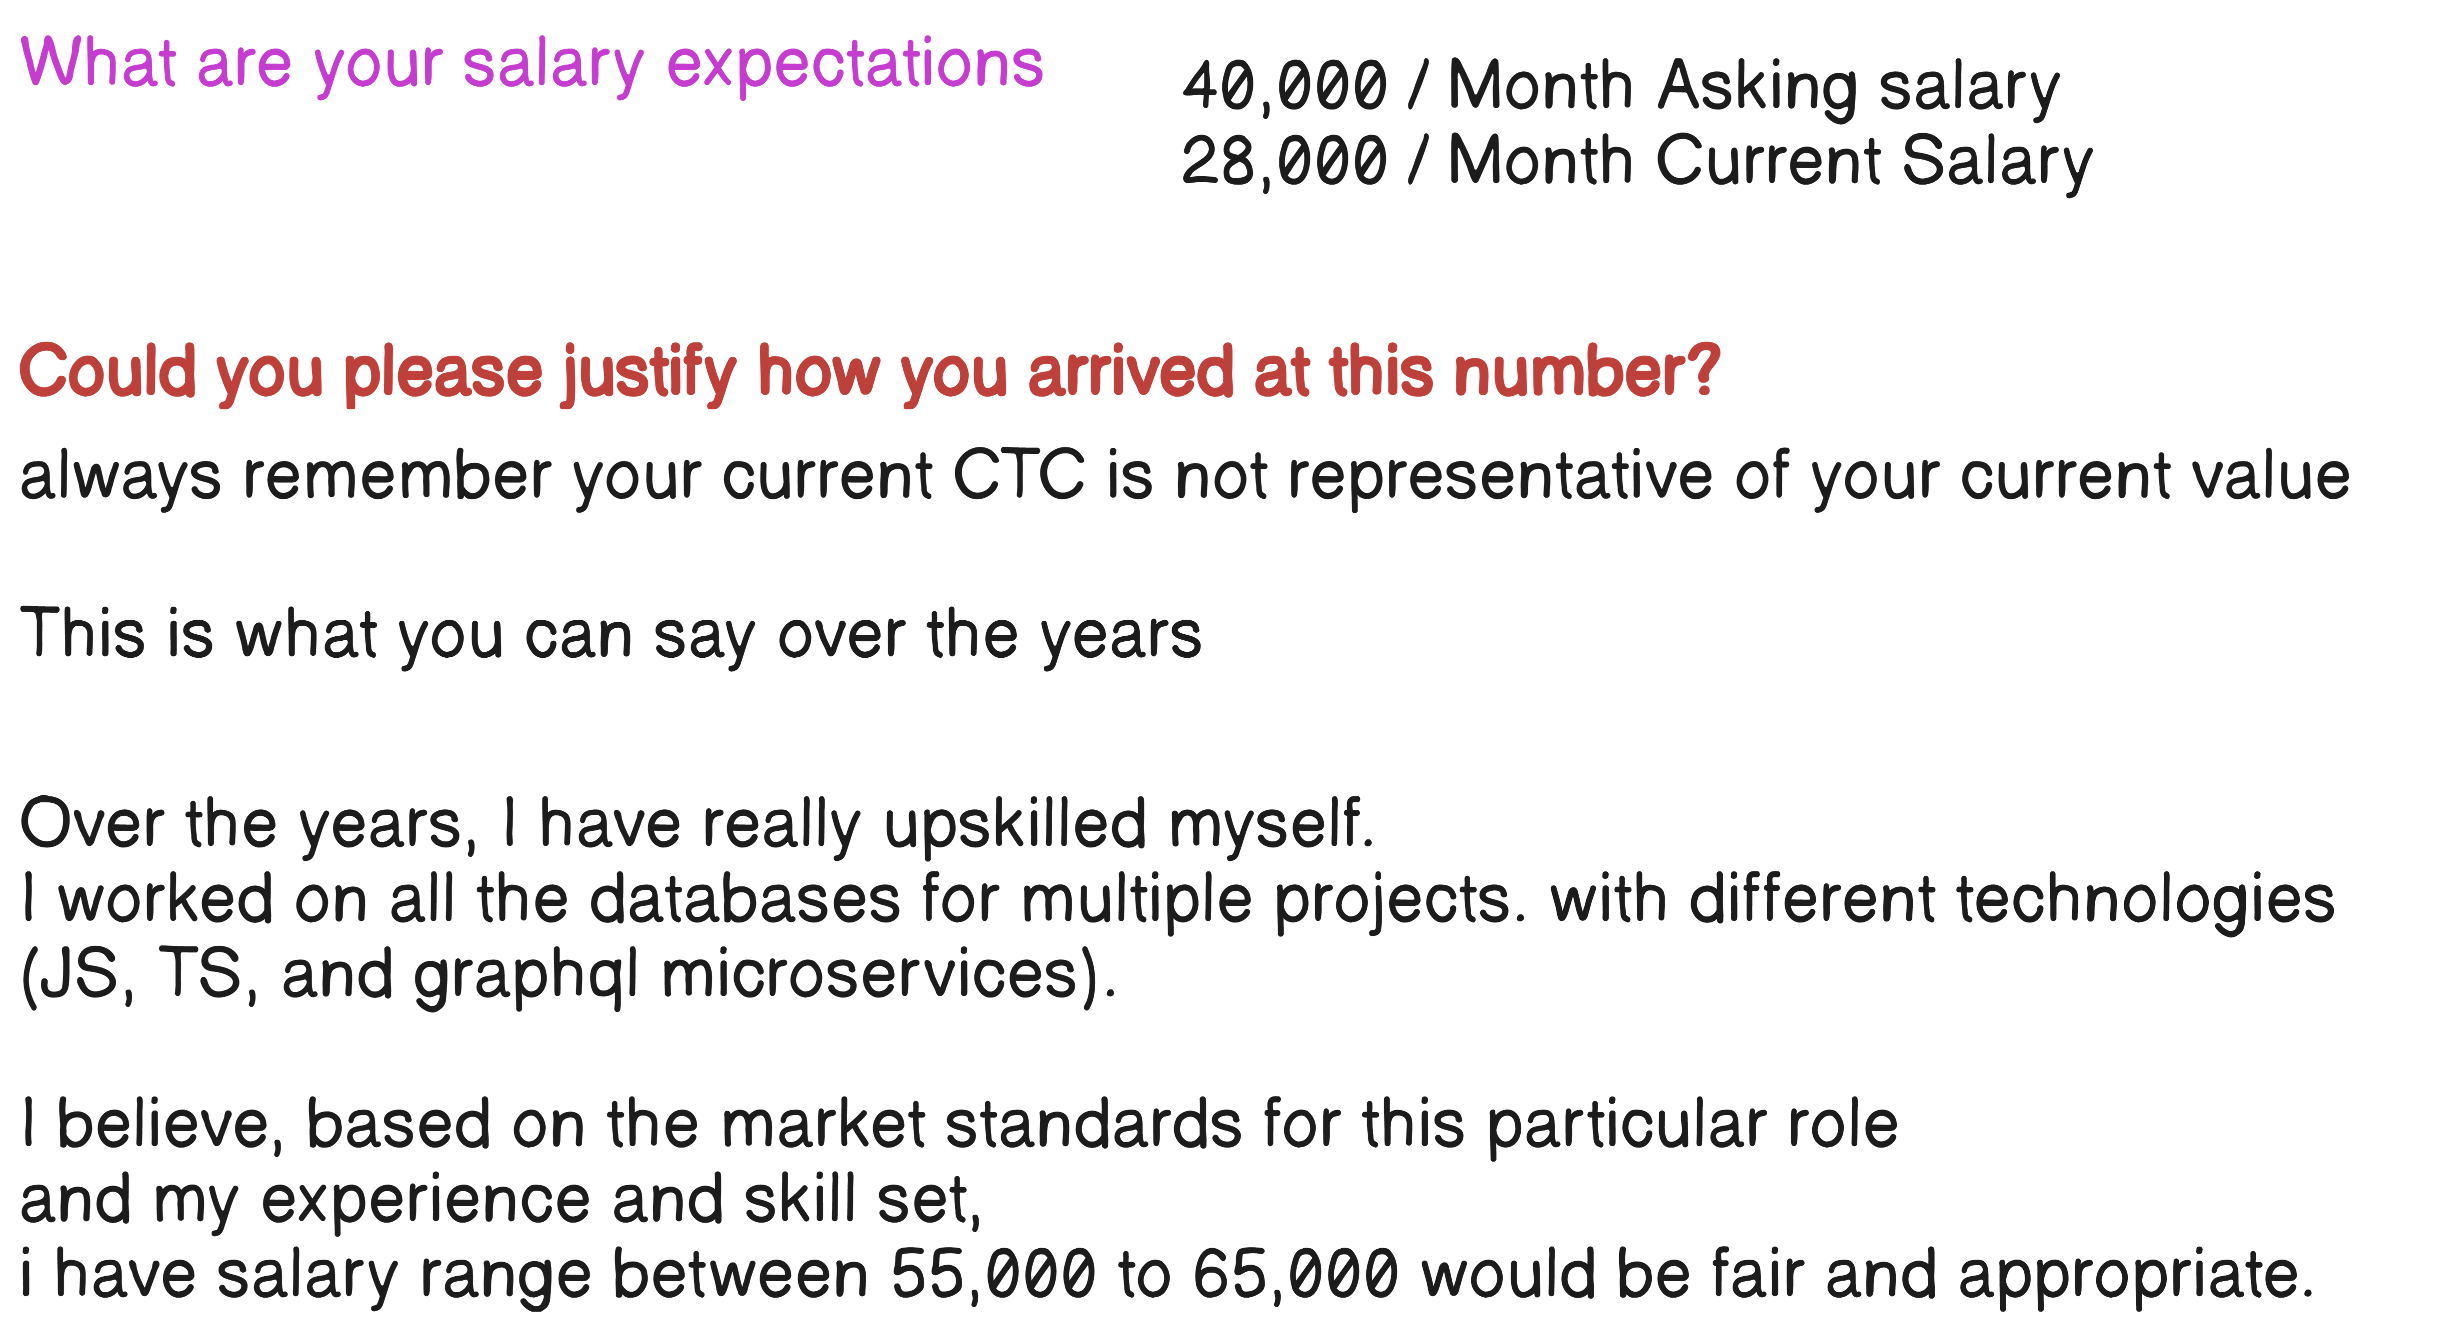 What are your salary expectations
40,000 / Month Asking salary
28,000 / Month Current Salary
Could you please justify how you arrived at this number?
always remember your current CTC is not representative of your current value
This is what you can say over the years
Over the years, I have really upskilled myself.
I worked on all the databases for multiple projects. with different technologies
(JS, TS, and graphql microservices).
I believe, based on the market standards for this particular role
and my experience and skill set,
i have salary range between 55,000 to 65,000 would be fair and appropriate.